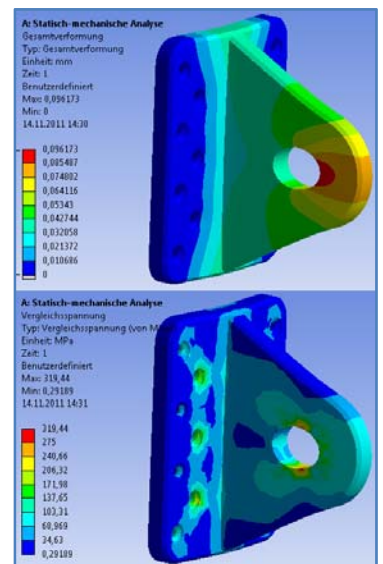 A: Statisch-mechanische Analyse
Gesamtverformung
Typ: Gesamtverformung
Einheit: mm
Zeit: 1
Benutzerdefiniert
Max: 0,096173
Min: 0
14.11.2011 14:30
0,096173
0,085487
0,074802
0,064116
0,05343
0,042744
0,032058
0,021372
0,010686
0
A: Statisch-mechanische Analyse
Vergleichsspannung
Typ: Vergleichsspannung (von M
Einheit: MPa
Zeit: 1
Benutzerdefiniert
Max: 319,44
Min: 0,29189
14.11.2011 14:31
319,44
275
240,66
206,32
171,98
137,65
103,31
68,969
34,63
0,29189